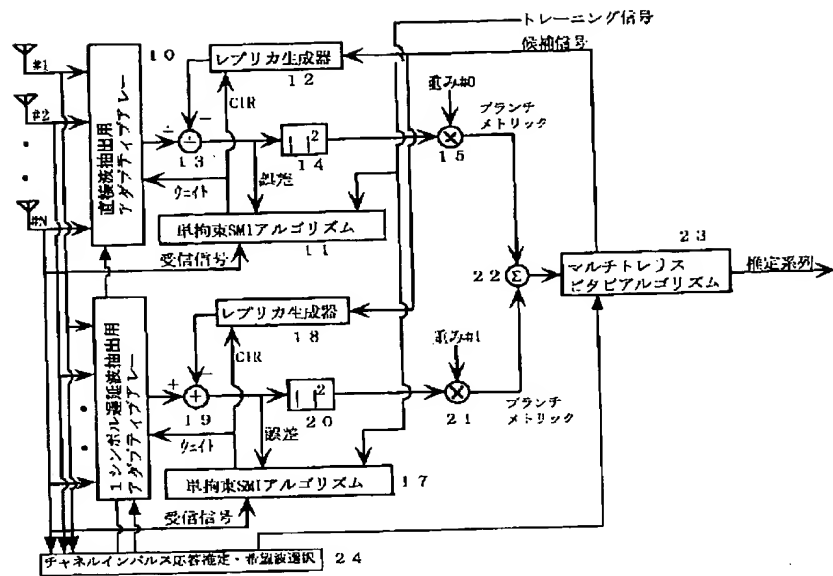 トレーニング信号
候補信号
#1
#2
#2
直接波抽出用
アダプティブアレー
10
レプリカ生成器
12
CIR
13
誤差
14
ウェイト
重み#0
15
ブランチ
メトリック
単拘束SMIアルゴリズム
11
受信信号
1シンボル遅延波抽出用
アダプティブアレー
レプリカ生成器
18
CIR
19
誤差
20
ウェイト
重み#1
21
ブランチ
メトリック
22
Σ
23
マルチトレリス
ビタビアルゴリズム
推定系列
単拘束SMIアルゴリズム
17
受信信号
チャネルインパルス応答推定・希望波選択
24